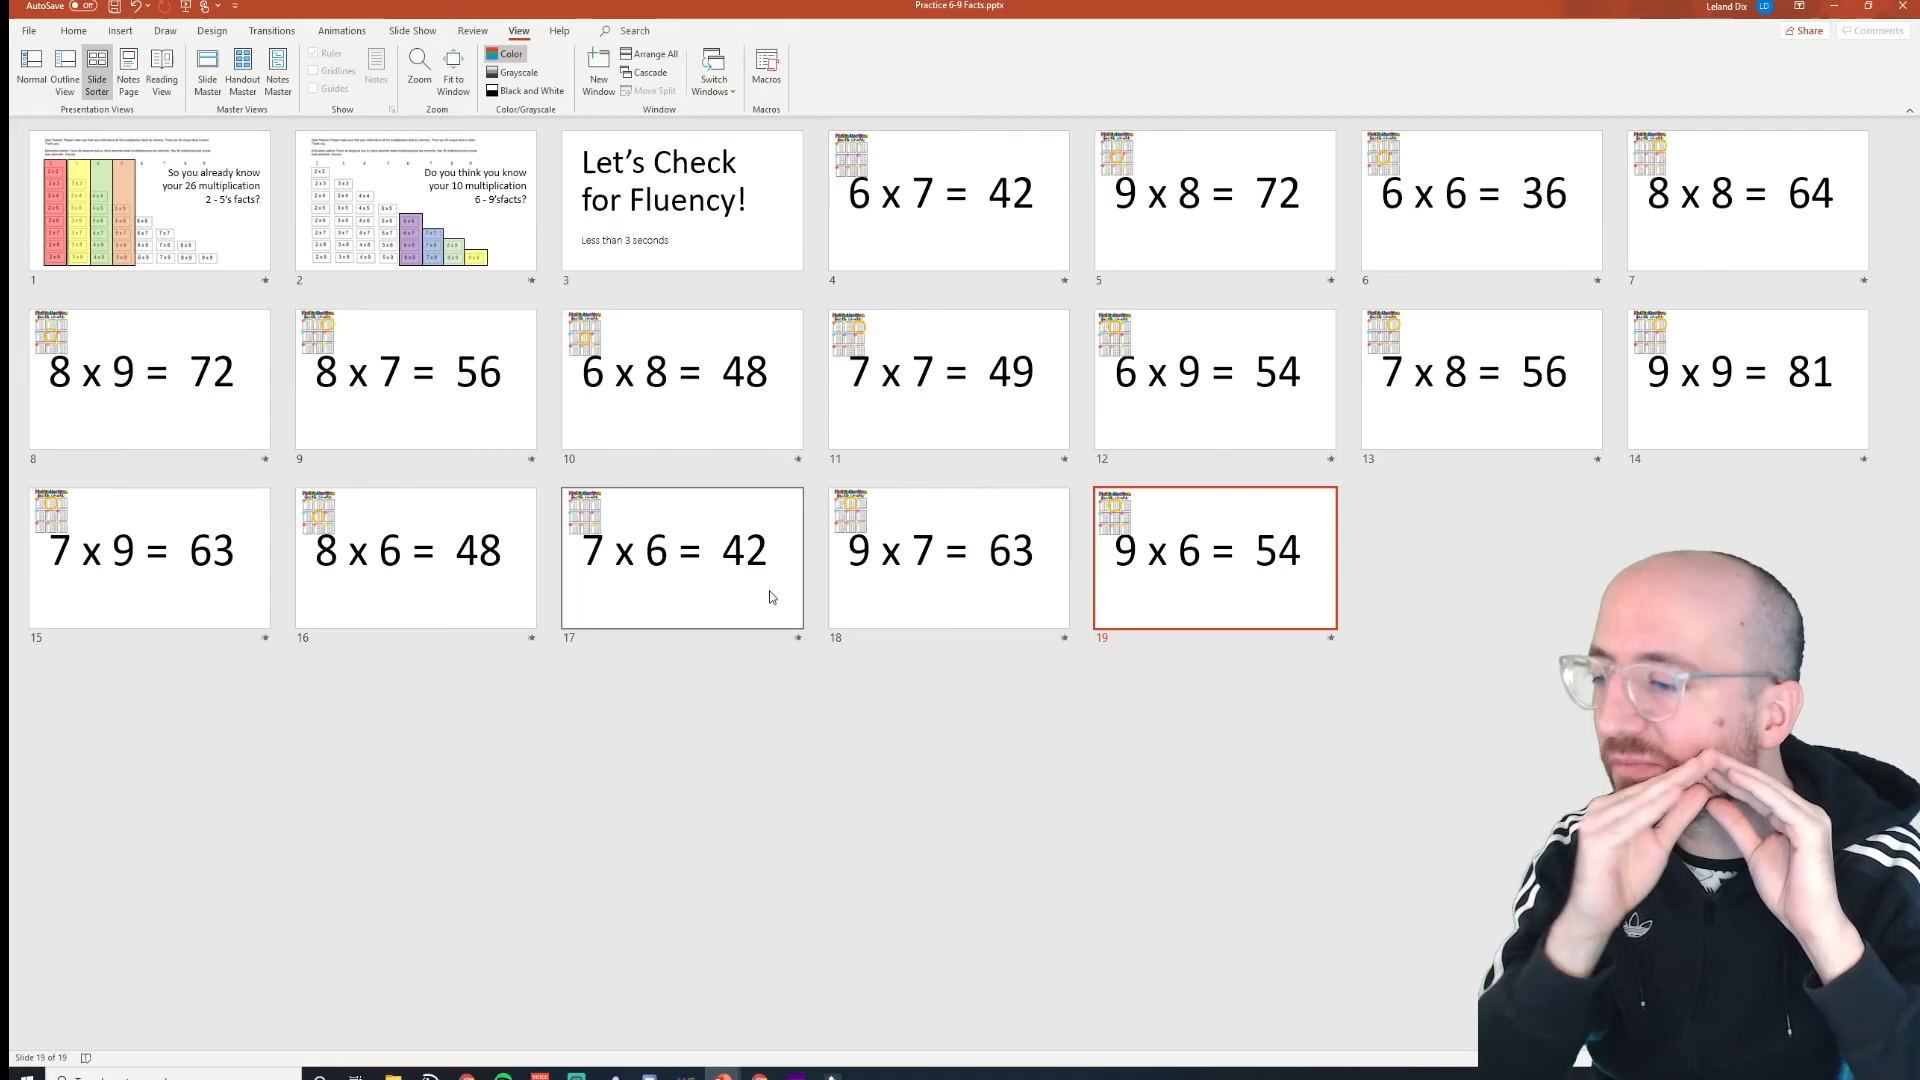 AutoSave Off
Practice 6-9 Facts.pptx
Leland Dix LD
File Home Insert Draw Design Transitions Animations Slide Show Review View Help Search
Share Comments
Normal Outline View Slide Sorter Notes Page Reading View
Presentation Views
Slide Master Handout Master Notes Master
Master Views
Ruler
Gridlines
Guides
Notes
Show
Zoom Fit to Window
Zoom
Color
Grayscale
Black and White
Color/Grayscale
New Window
Arrange All
Cascade
Move Split
Switch Windows
Window
Macros
Macros
So you already know
your 26 multiplication
2 - 5's facts?
1
Do you think you know
your 10 multiplication
6 - 9'sfacts?
2
Let's Check
for Fluency!
Less than 3 seconds
3
6 x 7 = 42
4
9 x 8 = 72
5
6 x 6 = 36
6
8 x 8 = 64
7
8 x 9 = 72
8
8 x 7 = 56
9
6 x 8 = 48
10
7 x 7 = 49
11
6 x 9 = 54
12
7 x 8 = 56
13
9 x 9 = 81
14
7 x 9 = 63
15
8 x 6 = 48
16
7 x 6 = 42
17
9 x 7 = 63
18
9 x 6 = 54
19
Slide 19 of 19